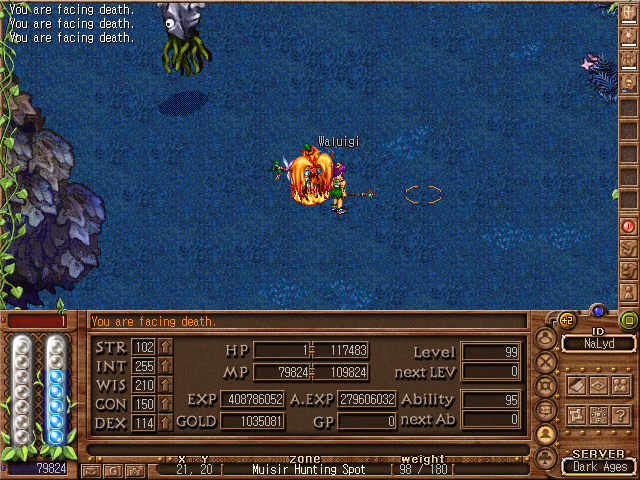 You are facing death.
You are facing death.
You are facing death.
Waluigi
1
You are facing death.
+2
ID
NaLyd
STR 102
INT 255
WIS 210
CON 150
DEX 114
HP 1 117483
MP 79824 109824
EXP 408786052 A.EXP 279606032
GOLD 1035081 GP 0
Level 99
next LEV 0
Ability 95
next Ab 0
?
SERVER
Dark Ages
79824
G
x . y zone weight
21, 20 [ Muisir Hunting Spot [ 98 / 180 ]